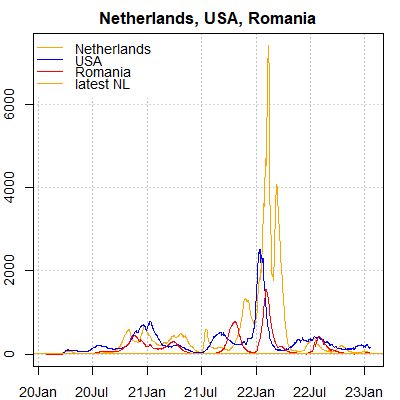 Netherlands, USA, Romania
Netherlands
USA
Romania
latest NL
6000
4000
2000
0
20Jan 20Jul 21Jan 21Jul 22Jan 22Jul 23Jan